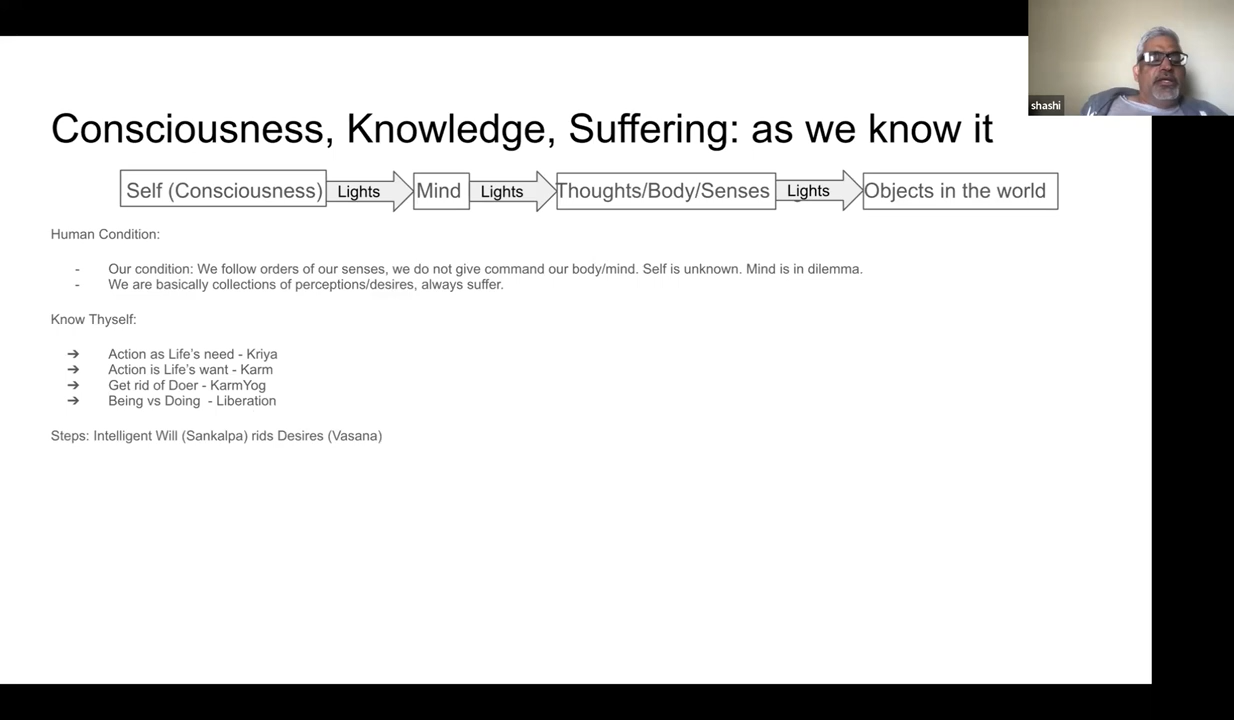 shashi
Consciousness, Knowledge, Suffering: as we know it
Self (Consciousness) Lights Mind Lights Thoughts/Body/Senses Lights Objects in the world
Human Condition:
- Our condition: We follow orders of our senses, we do not give command our body/mind. Self is unknown. Mind is in dilemma.
- We are basically collections of perceptions/desires, always suffer.
Know Thyself:
➔ Action as Life’s need - Kriya
➔ Action is Life’s want - Karm
➔ Get rid of Doer - KarmYog
➔ Being vs Doing - Liberation
Steps: Intelligent Will (Sankalpa) rids Desires (Vasana)